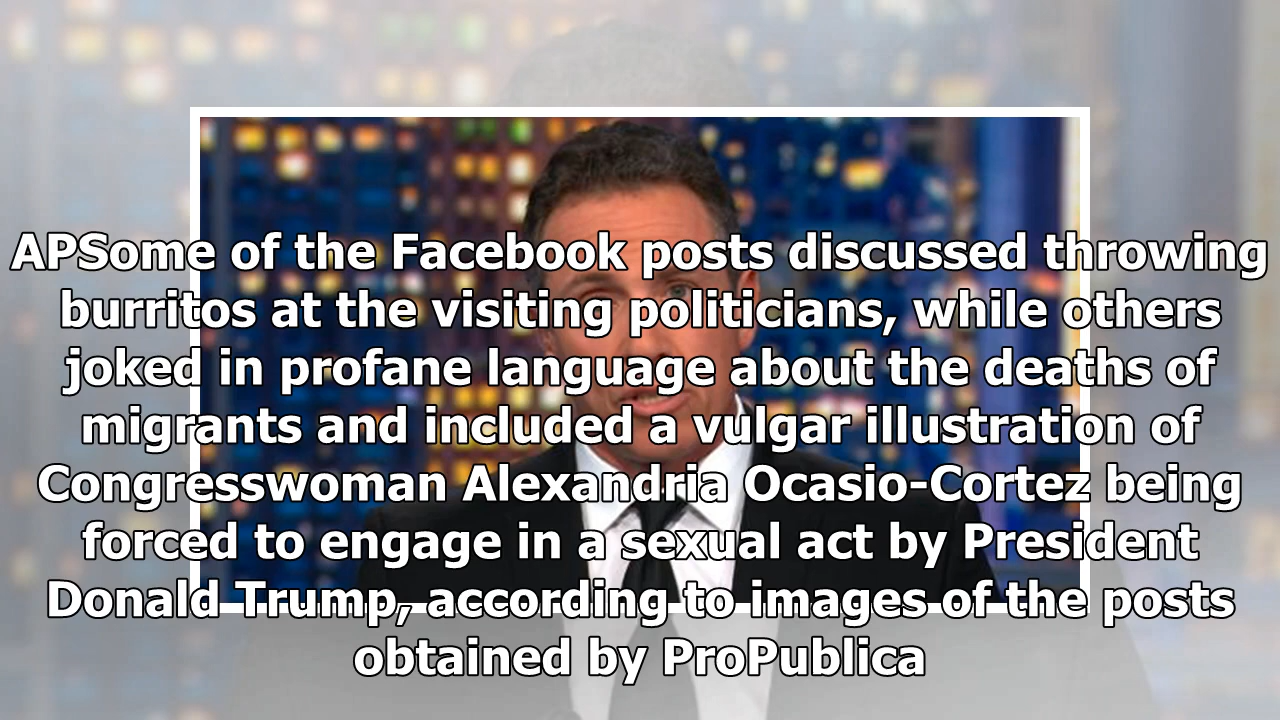 APSome of the Facebook posts discussed throwing
burritos at the visiting politicians, while others
joked in profane language about the deaths of
migrants and included a vulgar illustration of
Congresswoman Alexandria Ocasio-Cortez being
forced to engage in a sexual act by President
Donald Trump, according to images of the posts
obtained by ProPublica